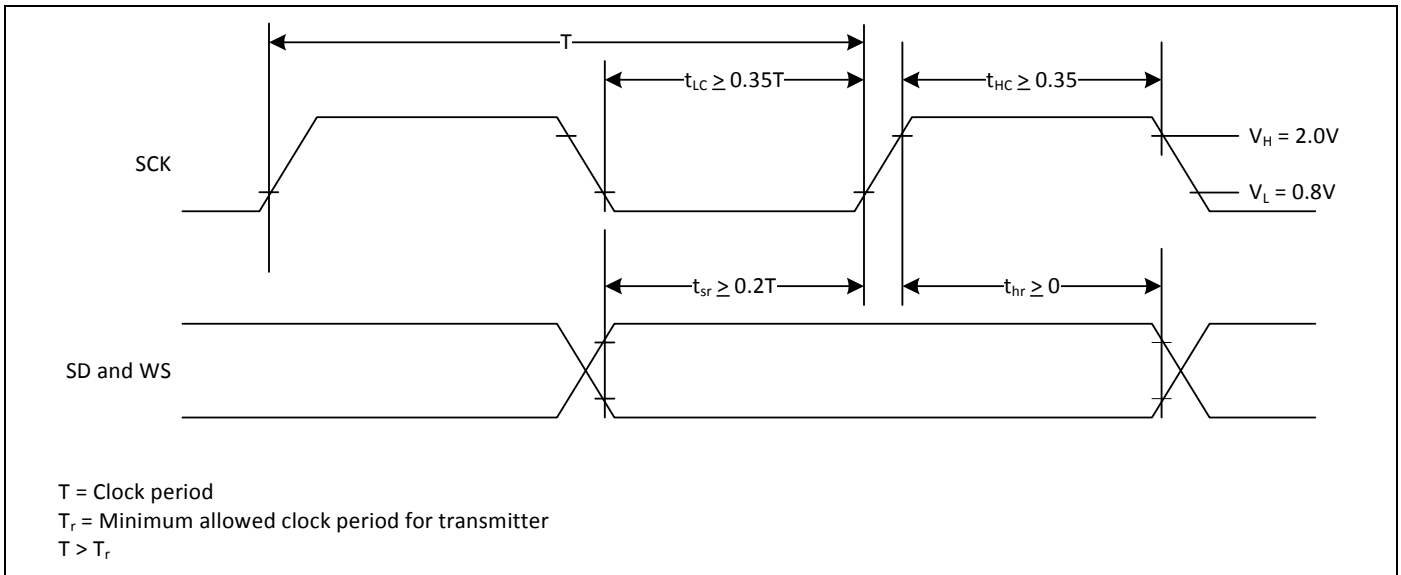 T
t_LC ≥ 0.35T
t_HC ≥ 0.35
SCK
V_H = 2.0V
V_L = 0.8V
t_sr ≥ 0.2T
t_hr ≥ 0
SD and WS
T = Clock period
T_r = Minimum allowed clock period for transmitter
T > T_r